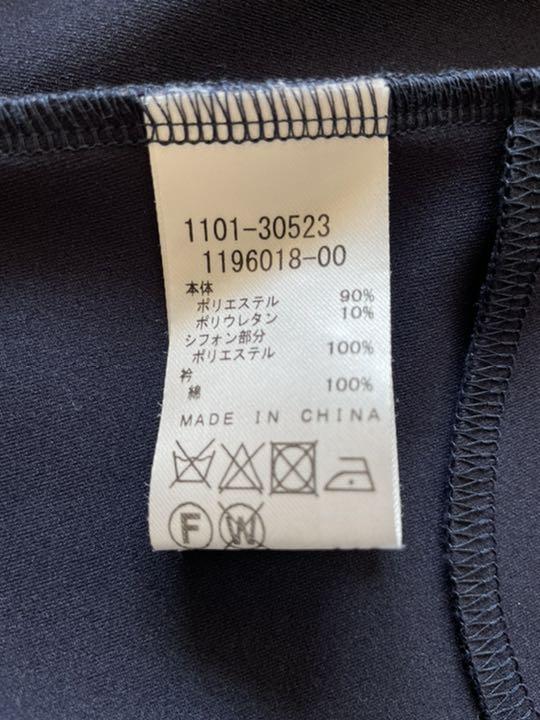 1101-30523
1196018-00
本体
ポリエステル 90%
ポリウレタン 10%
シフォン部分
ポリエステル 100%
衿
綿 100%
MADE IN CHINA
F W